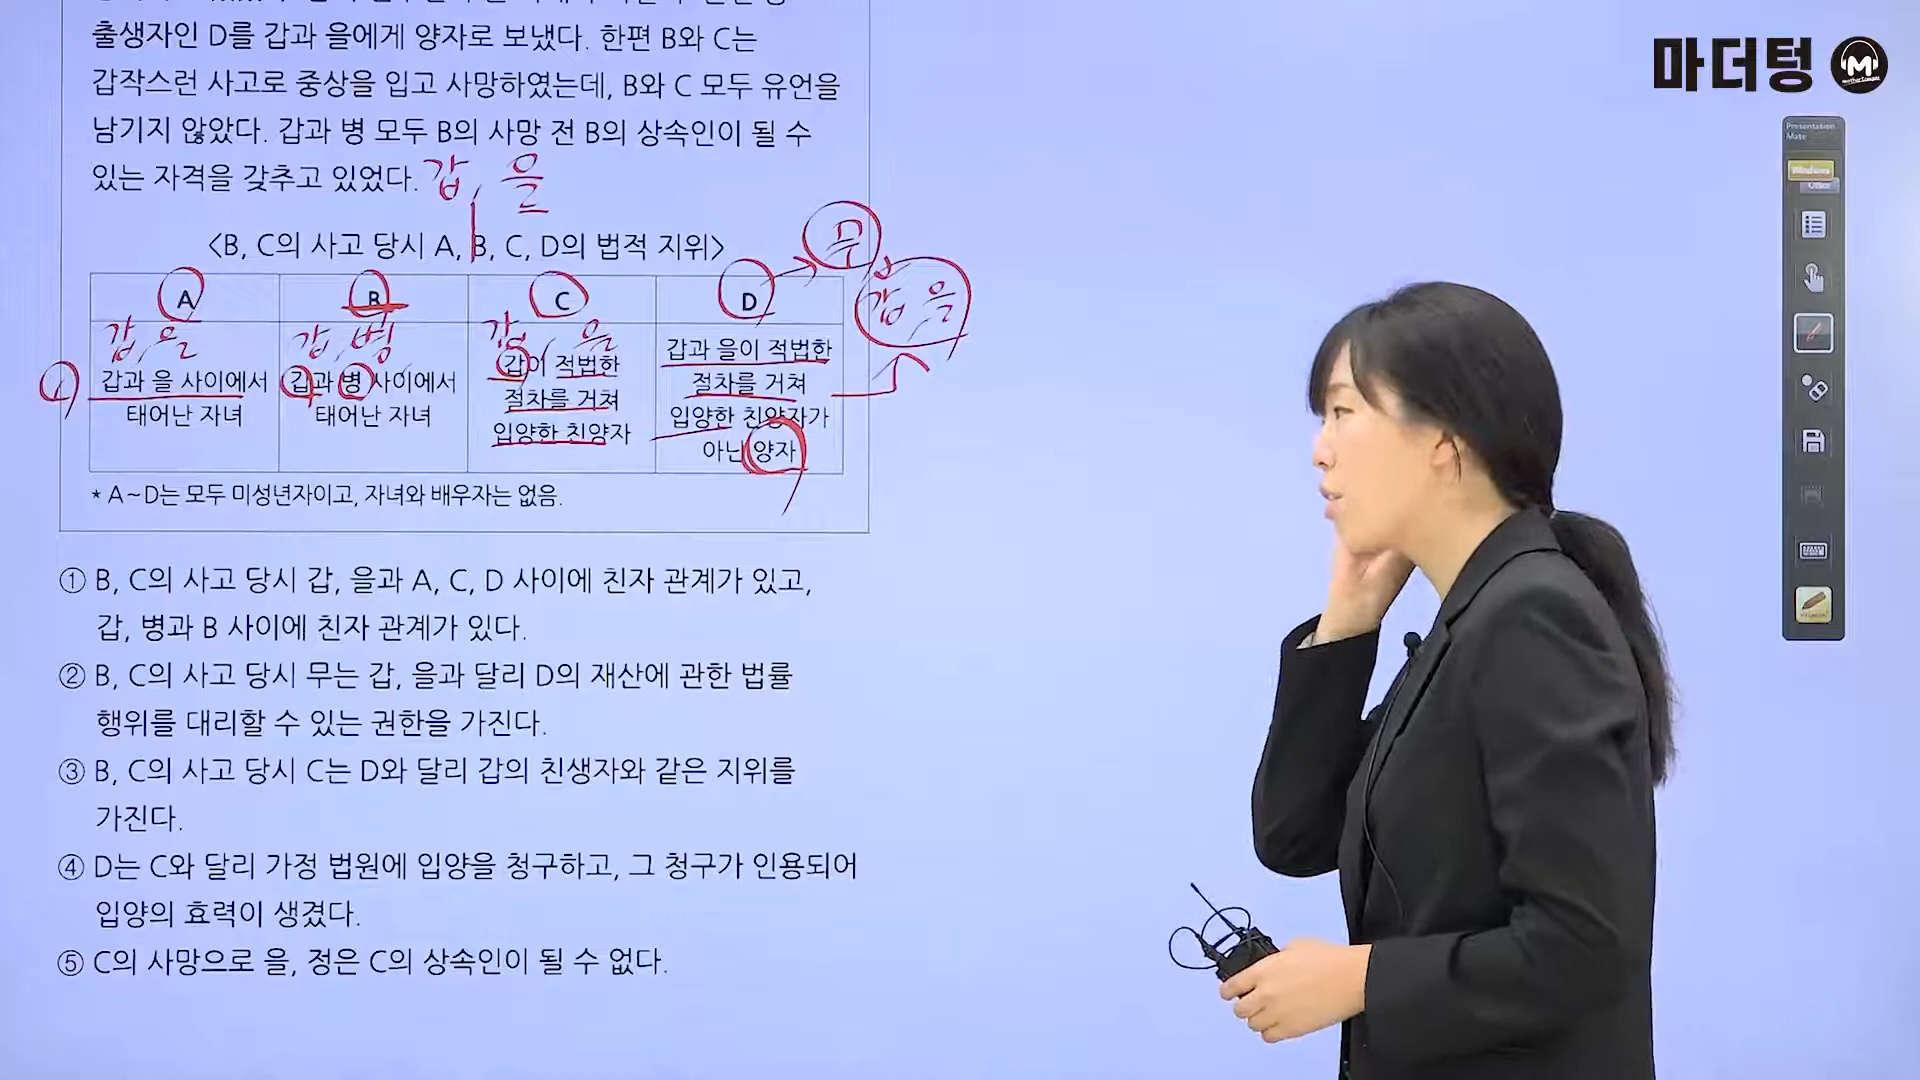 출생자인 D를 갑과 을에게 양자로 보냈다. 한편 B와 C는
갑작스런 사고로 중상을 입고 사망하였는데, B와 C 모두 유언을
남기지 않았다. 갑과 병 모두 B의 사망 전 B의 상속인이 될 수
있는 자격을 갖추고 있었다. 갑, 을
<B, C의 사고 당시 A, B, C, D의 법적 지위>
무
A B C D
갑, 을
갑, 을 갑, 병 갑, 을
갑과 을 사이에서
태어난 자녀
갑과 병 사이에서
태어난 자녀
갑이 적법한
절차를 거쳐
입양한 친양자
갑과 을이 적법한
절차를 거쳐
입양한 친양자가
아닌 양자
* A~D는 모두 미성년자이고, 자녀와 배우자는 없음.
① B, C의 사고 당시 갑, 을과 A, C, D 사이에 친자 관계가 있고,
갑, 병과 B 사이에 친자 관계가 있다.
② B, C의 사고 당시 무는 갑, 을과 달리 D의 재산에 관한 법률
행위를 대리할 수 있는 권한을 가진다.
③ B, C의 사고 당시 C는 D와 달리 갑의 친생자와 같은 지위를
가진다.
④ D는 C와 달리 가정 법원에 입양을 청구하고, 그 청구가 인용되어
입양의 효력이 생겼다.
⑤ C의 사망으로 을, 정은 C의 상속인이 될 수 없다.
마더텅 M
Presentation
Mate
Windows
Office